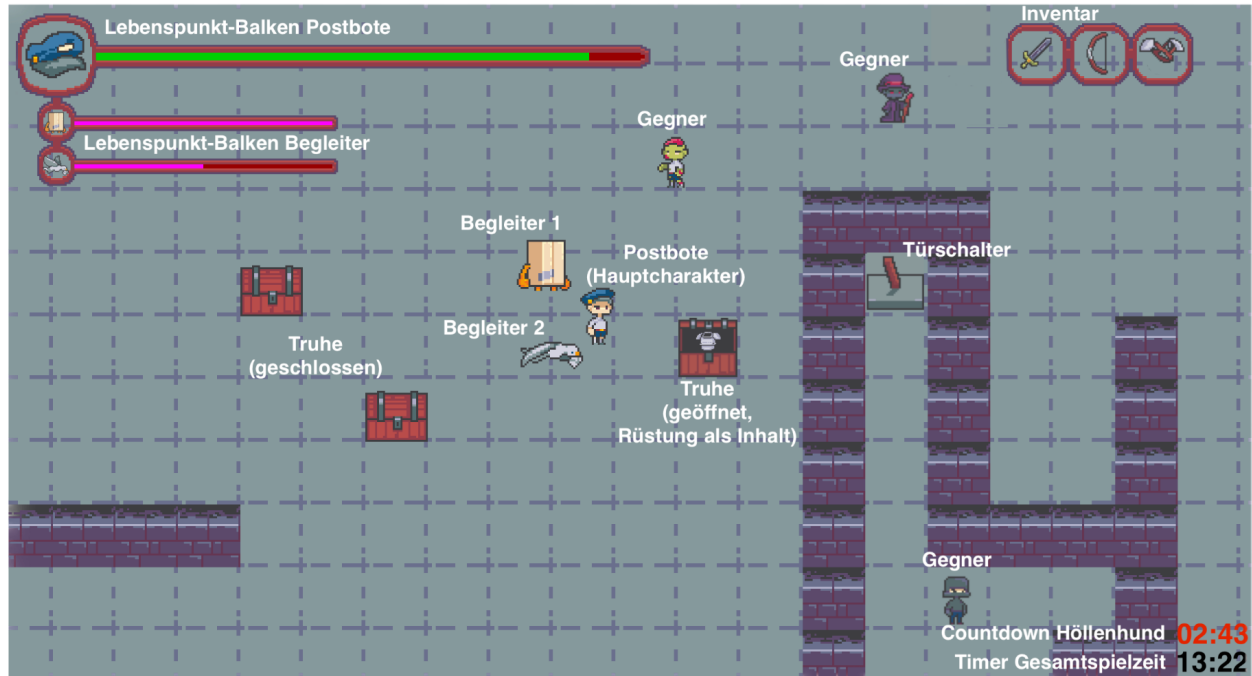 Lebenspunkt-Balken Postbote
Inventar
Gegner
Gegner
Lebenspunkt-Balken Begleiter
Begleiter 1
Postbote
(Hauptcharakter)
Türschalter
Begleiter 2
Truhe
(geschlossen)
Truhe
(geöffnet,
Rüstung als Inhalt)
Gegner
Countdown Höllenhund 02:43
Timer Gesamtspielzeit 13:22